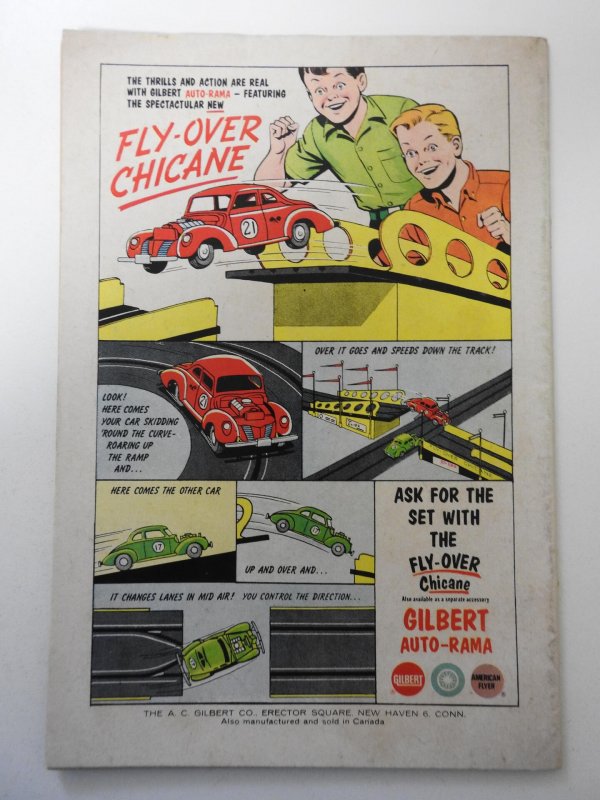 THE THRILLS AND ACTION ARE REAL
WITH GILBERT AUTO-RAMA – FEATURING
THE SPECTACULAR NEW
FLY-OVER
CHICANE
21
LOOK!
HERE COMES
YOUR CAR SKIDDING
'ROUND THE CURVE-
ROARING UP
THE RAMP
AND...
21
OVER IT GOES AND SPEEDS DOWN THE TRACK!
HERE COMES THE OTHER CAR
17
UP AND OVER AND...
IT CHANGES LANES IN MID AIR! YOU CONTROL THE DIRECTION...
ASK FOR THE
SET WITH
THE
FLY-OVER
Chicane
Also available as a separate accessory
GILBERT
AUTO-RAMA
GILBERT
AMERICAN
FLYER
®
THE A. C. GILBERT CO., ERECTOR SQUARE, NEW HAVEN 6, CONN.
Also manufactured and sold in Canada